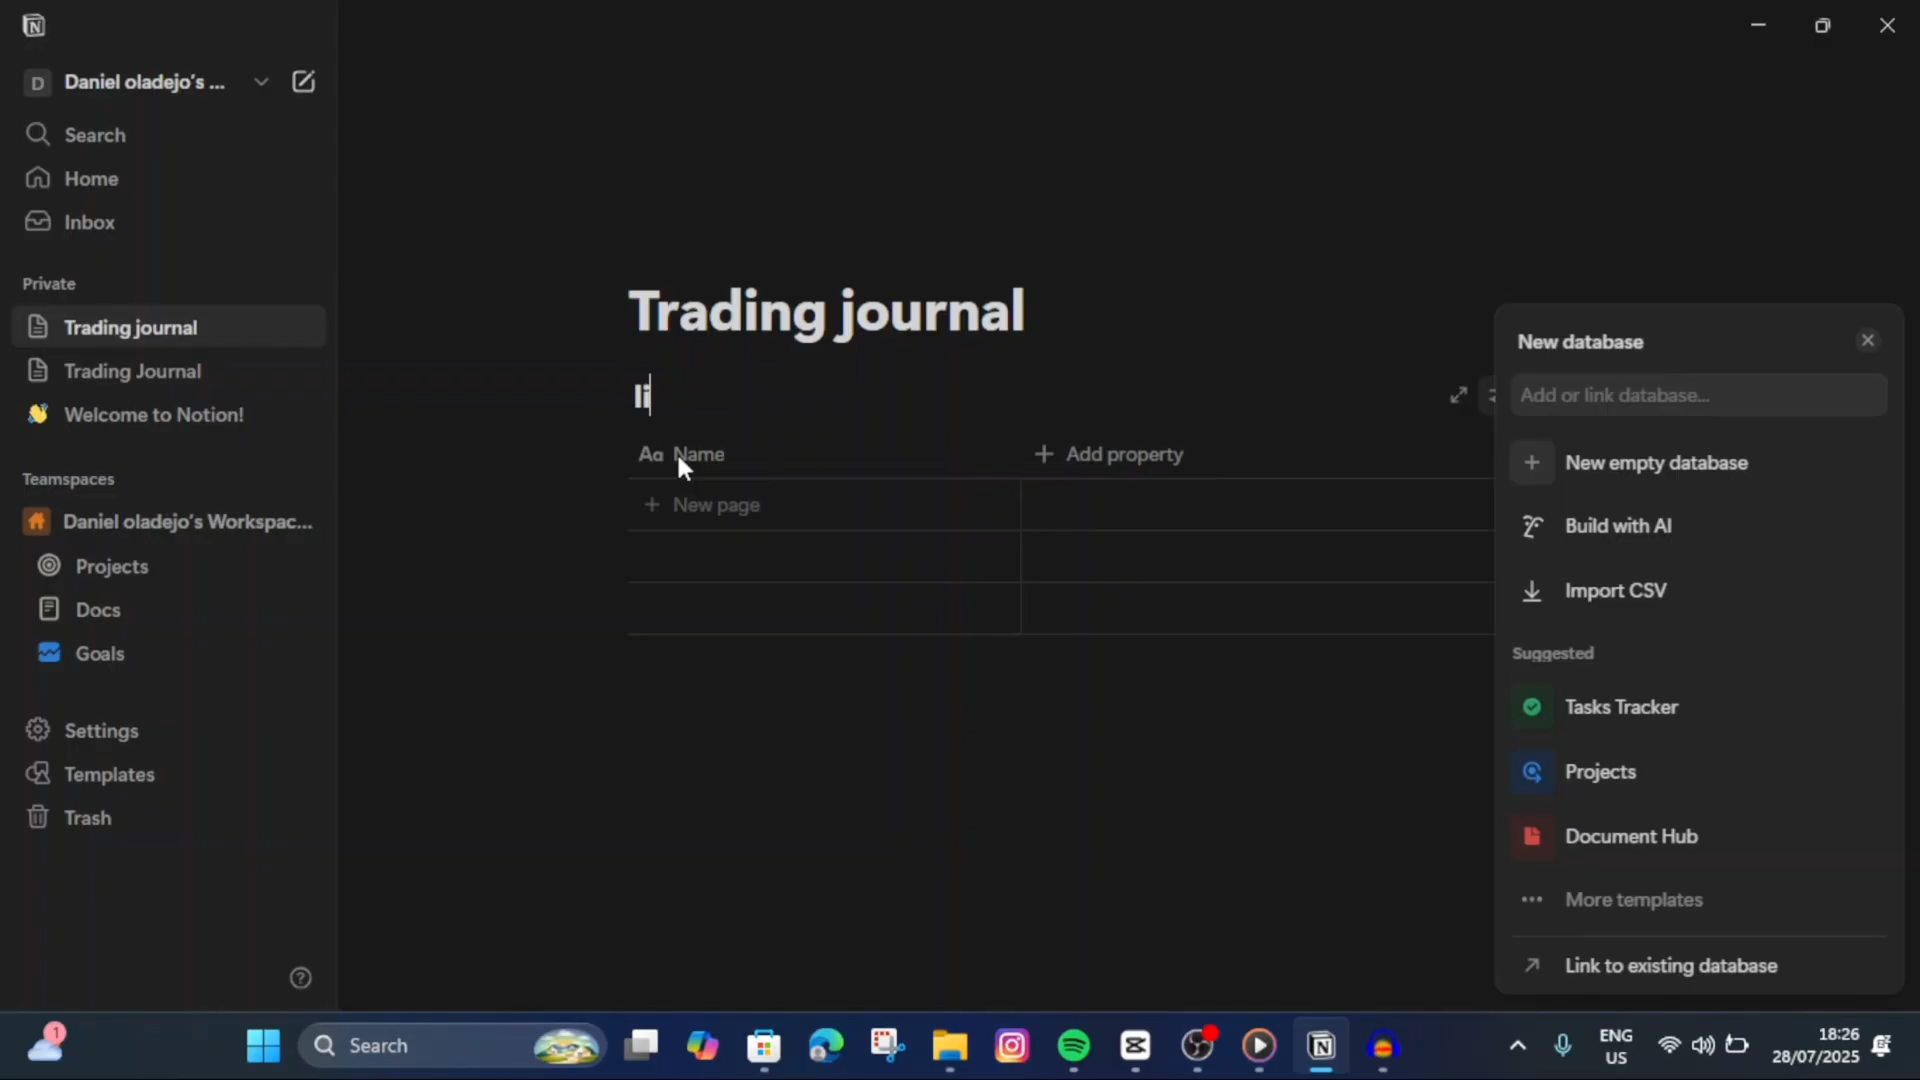 Daniel oladejo's ...
Search
Home
Inbox
Private
Trading journal
Trading Journal
Welcome to Notion!
Teamspaces
Daniel oladejo's Workspac...
Projects
Docs
Goals
Settings
Templates
Trash
Trading journal
li
Aa Name
Add property
New page
New database
Add or link database...
New empty database
Build with AI
Import CSV
Suggested
Tasks Tracker
Projects
Document Hub
More templates
Link to existing database
1
Search
ENG
US
18:26
28/07/2025